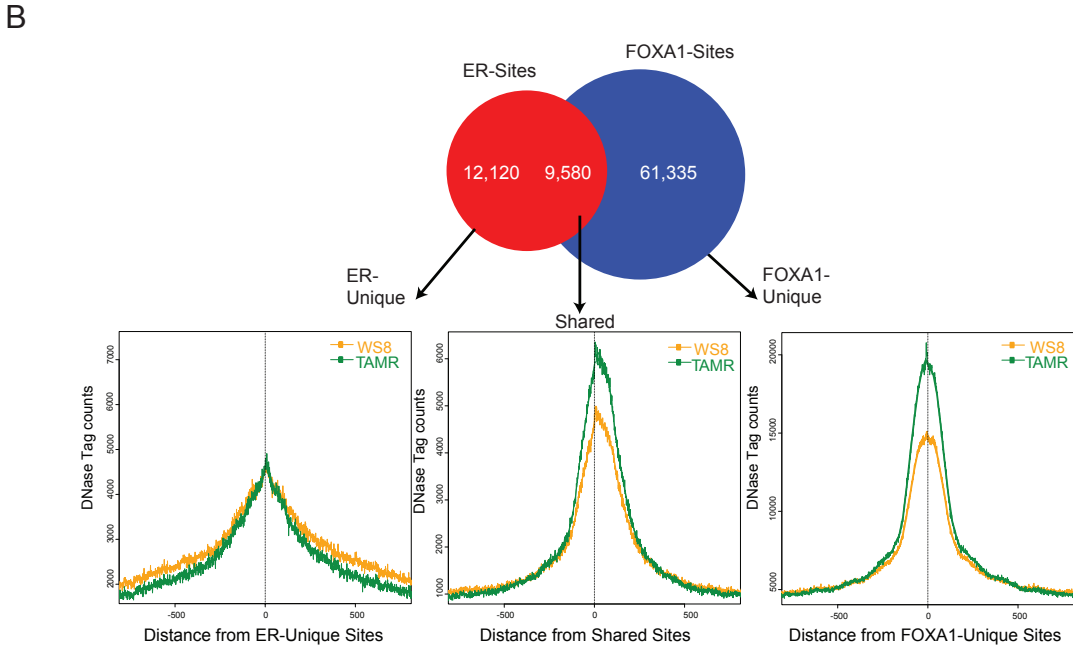 B
FOXA1-Sites
ER-Sites
12,120
9,580
61,335
ER-
Unique
FOXA1-
Unique
Shared
WS8
TAMR
DNase Tag counts
7000
6000
5000
4000
3000
2000
-500
0
500
Distance from ER-Unique Sites
WS8
TAMR
DNase Tag counts
6000
5000
4000
3000
2000
1000
-500
0
500
Distance from Shared Sites
WS8
TAMR
DNase Tag counts
20000
15000
10000
5000
-500
0
500
Distance from FOXA1-Unique Sites